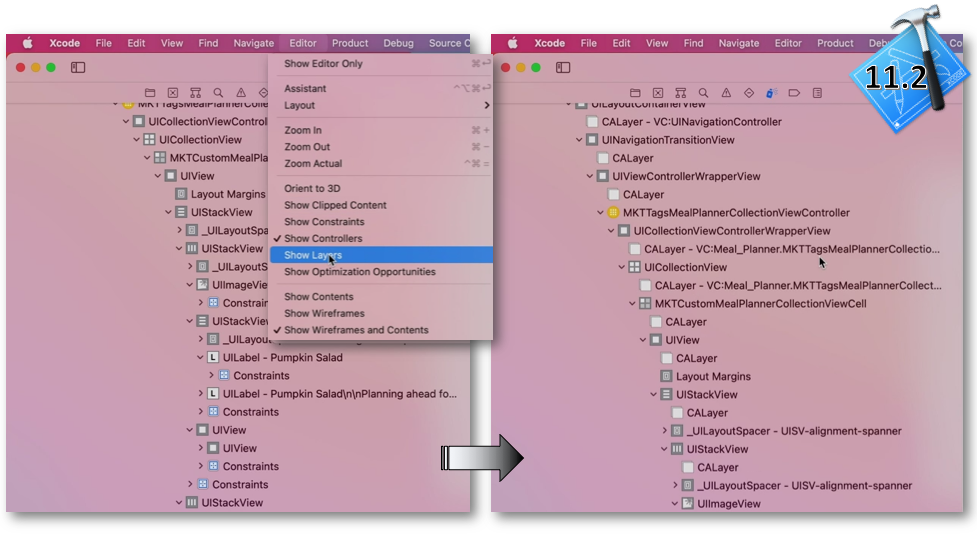 Xcode File Edit View Find Navigate Editor Product Debug Source C
MKTTagsMealPlannerCollec
UICollectionViewControl
UICollectionView
MKTCustomMealPla
UIView
Layout Margins
UIStackView
_UILayoutSpa
UIStackView
_UILayoutS
UIImageView
Constrain
UIStackView
_UILayou
UILabel - Pumpkin Salad
Constraints
UILabel - Pumpkin Salad\n\nPlanning ahead fo...
Constraints
UIView
UIView
Constraints
Constraints
UIStackView
Show Editor Only ⌘↩
Assistant ^⌥⌘↩
Layout >
Zoom In ⌘+
Zoom Out ⌘−
Zoom Actual ^⌘=
Orient to 3D
Show Clipped Content
Show Constraints
✓ Show Controllers
Show Layers
Show Optimization Opportunities
Show Contents
Show Wireframes
✓ Show Wireframes and Contents
Xcode File Edit View Find Navigate Editor Product Deb Co
11.2
UILayoutContainerView
CALayer - VC:UINavigationController
UINavigationTransitionView
CALayer
UIViewControllerWrapperView
CALayer
MKTTagsMealPlannerCollectionViewController
UICollectionViewControllerWrapperView
CALayer - VC:Meal_Planner.MKTTagsMealPlannerCollectio...
UICollectionView
CALayer - VC:Meal_Planner.MKTTagsMealPlannerCollect...
MKTCustomMealPlannerCollectionViewCell
CALayer
UIView
CALayer
Layout Margins
UIStackView
CALayer
_UILayoutSpacer - UISV-alignment-spanner
UIStackView
CALayer
_UILayoutSpacer - UISV-alignment-spanner
UIImageView